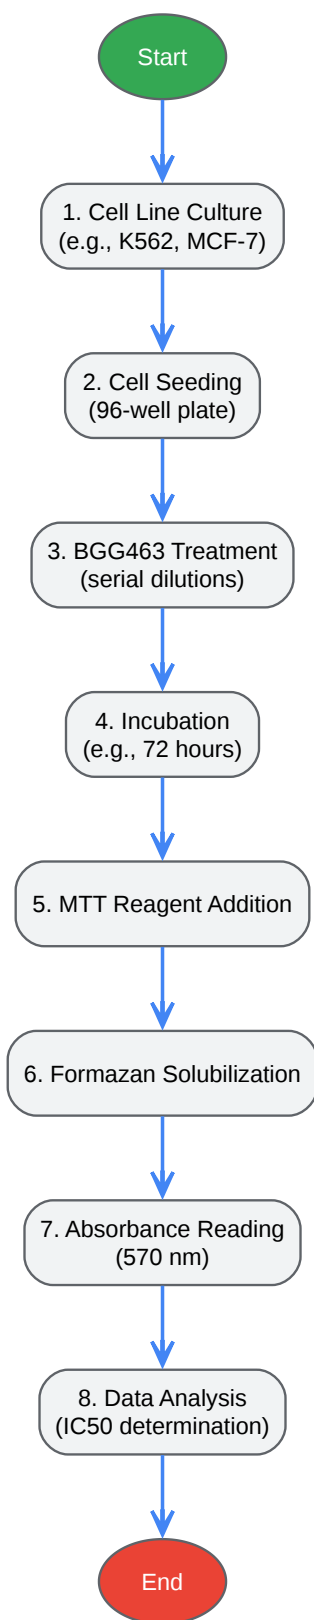 Start
1. Cell Line Culture
(e.g., K562, MCF-7)
2. Cell Seeding
(96-well plate)
3. BGG463 Treatment
(serial dilutions)
4. Incubation
(e.g., 72 hours)
5. MTT Reagent Addition
6. Formazan Solubilization
7. Absorbance Reading
(570 nm)
8. Data Analysis
(IC50 determination)
End